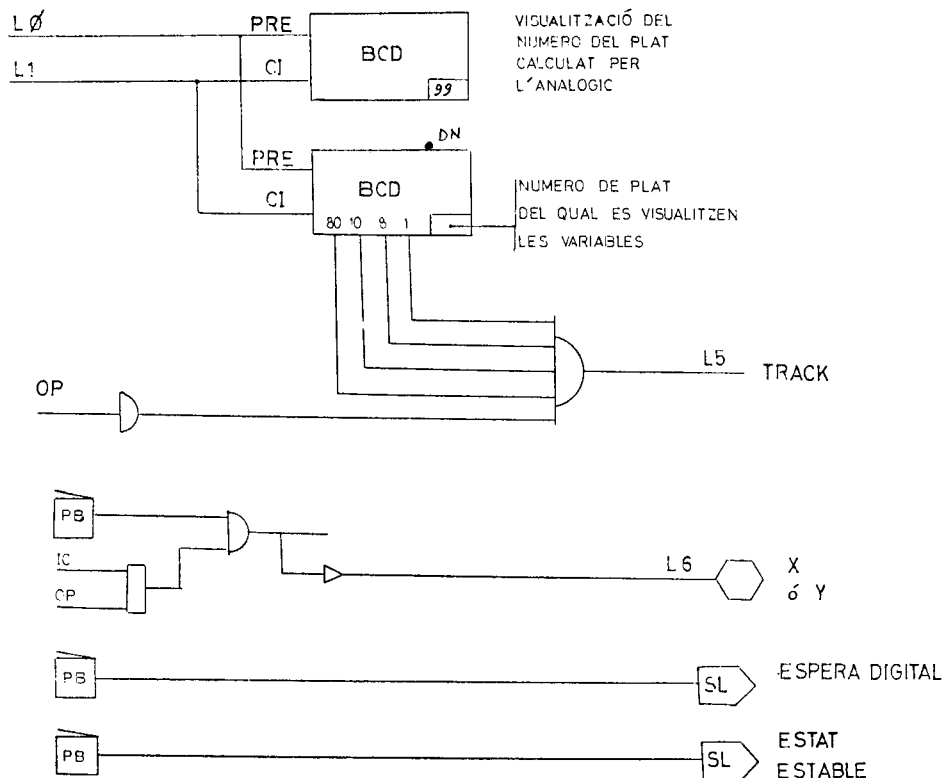 LØ
PRE
BCD
VISUALITZACIÓ DEL
NUMERO DEL PLAT
CALCULAT PER
L'ANALOGIC
L1
CI
99
DN
PRE
BCD
CI
80 10 8 1
NUMERO DE PLAT
DEL QUAL ES VISUALITZEN
LES VARIABLES
L5
TRACK
OP
PB
IC
OP
L6
X
ó Y
PB
SL
ESPERA DIGITAL
PB
SL
ESTAT
ESTABLE